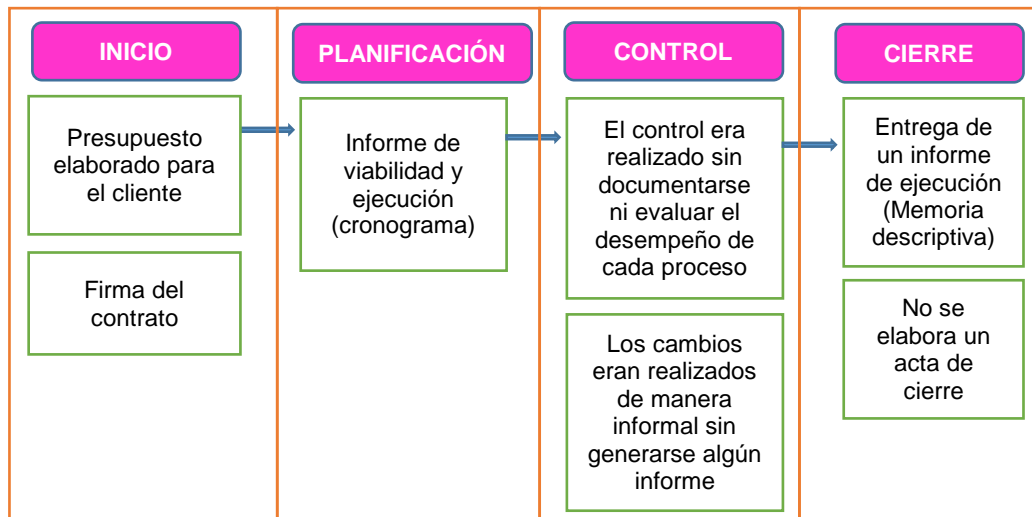 INICIO
Presupuesto
elaborado para
el cliente
Firma del
contrato
PLANIFICACIÓN
Informe de
viabilidad y
ejecución
(cronograma)
CONTROL
El control era
realizado sin
documentarse
ni evaluar el
desempeño de
cada proceso
Los cambios
eran realizados
de manera
informal sin
generarse algún
informe
CIERRE
Entrega de
un informe
de ejecución
(Memoria
descriptiva)
No se
elabora un
acta de
cierre